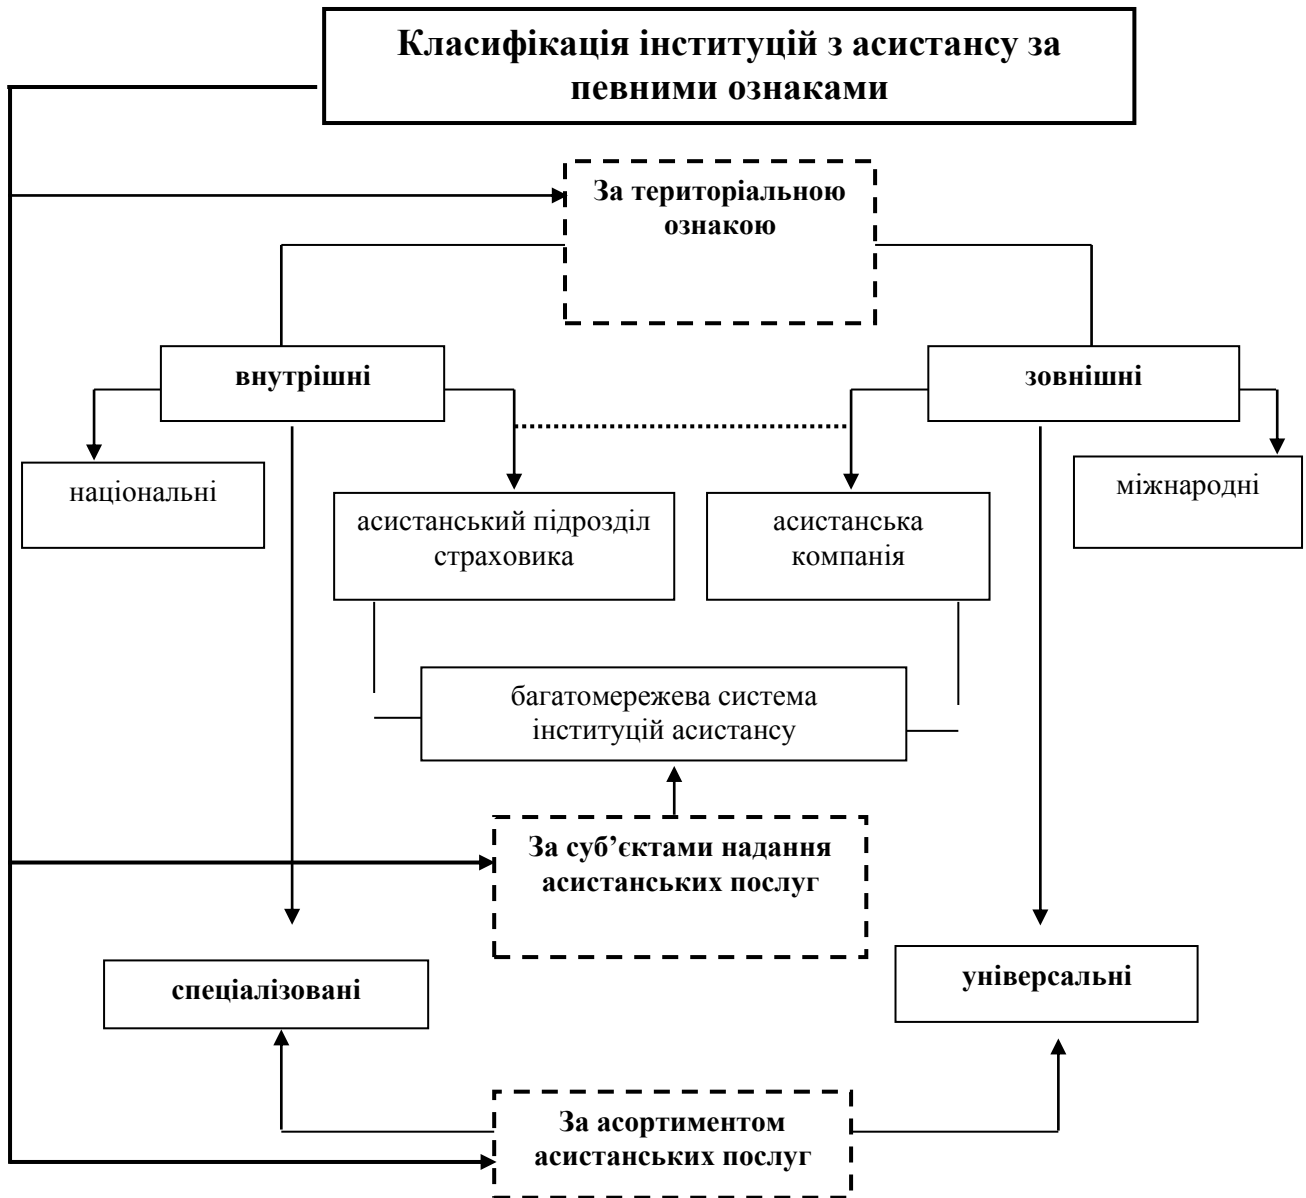 Класифікація інституцій з асистансу за
певними ознаками
За територіальною
ознакою
внутрішні
зовнішні
національні
міжнародні
асистанський підрозділ
страховика
асистанська
компанія
багатомережева система
інституцій асистансу
За суб’єктами надання
асистанських послуг
спеціалізовані
універсальні
За асортиментом
асистанських послуг